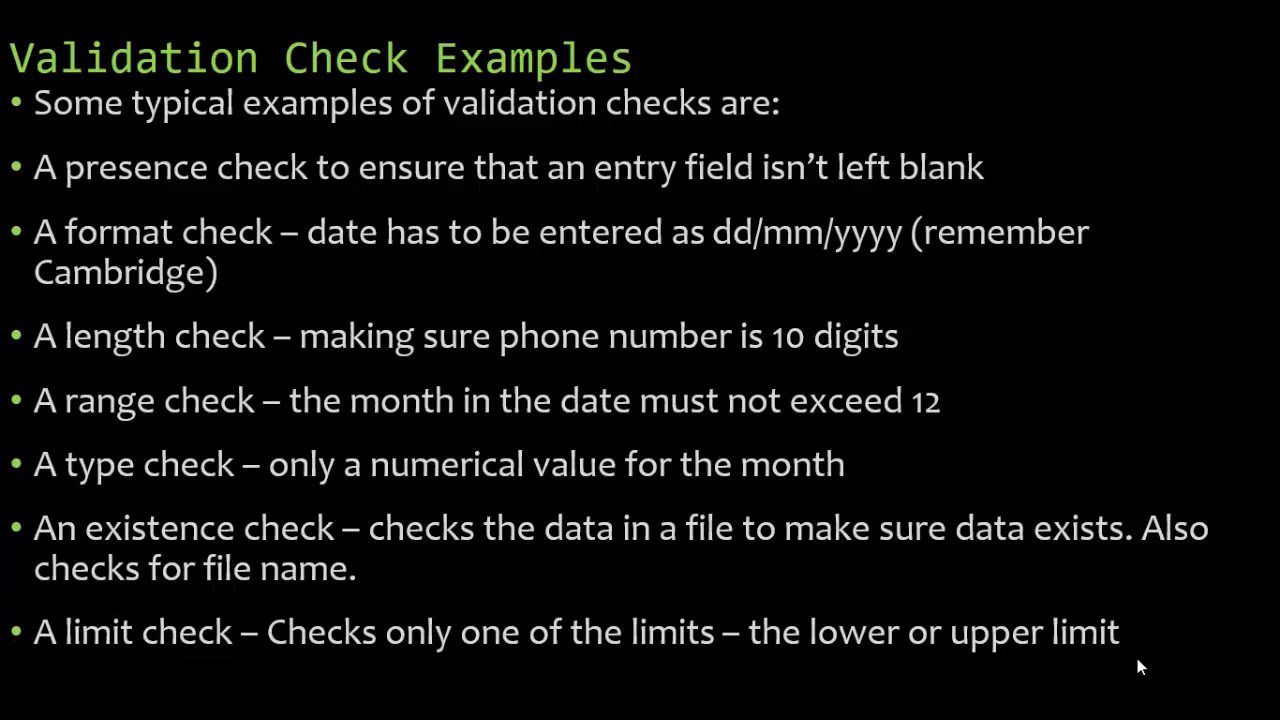 Validation Check Examples
• Some typical examples of validation checks are:
• A presence check to ensure that an entry field isn’t left blank
• A format check – date has to be entered as dd/mm/yyyy (remember
Cambridge)
• A length check – making sure phone number is 10 digits
• A range check – the month in the date must not exceed 12
• A type check – only a numerical value for the month
• An existence check – checks the data in a file to make sure data exists. Also
checks for file name.
• A limit check – Checks only one of the limits – the lower or upper limit